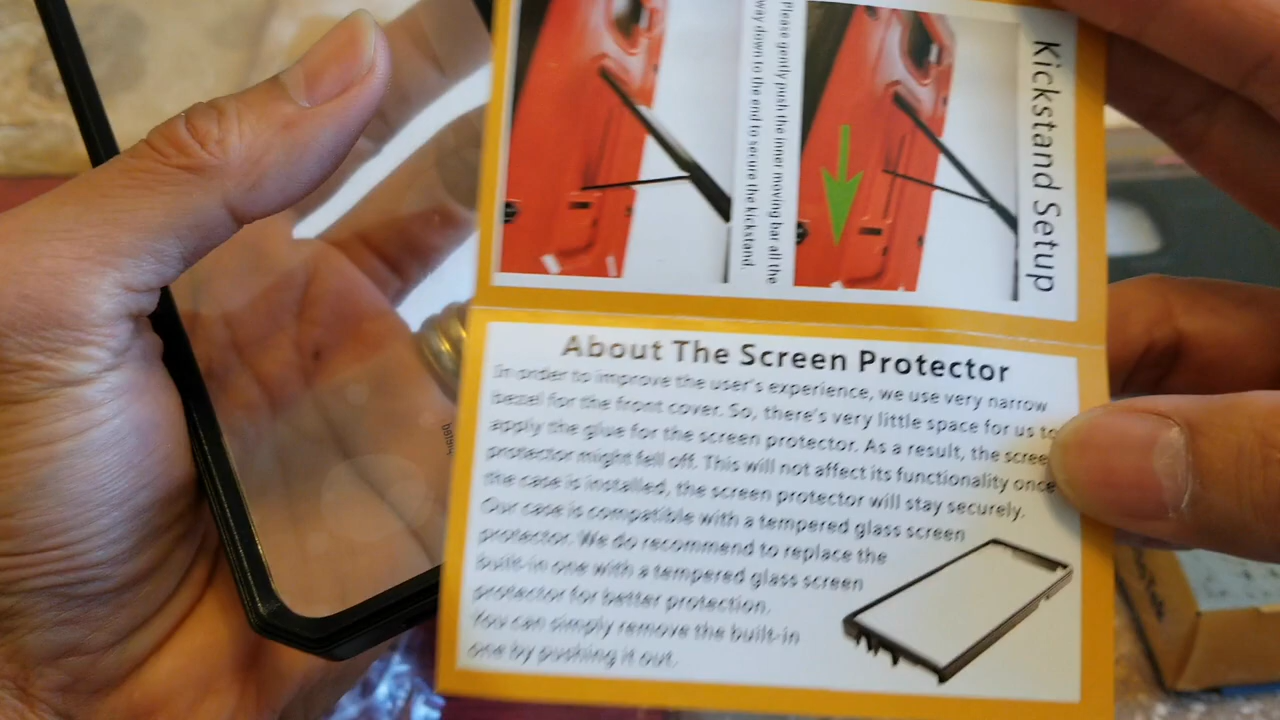 Kickstand Setup
Please gently push the inner moving bar all the
way down to the end to secure the kickstand.
About The Screen Protector
In order to improve the user's experience, we use very narrow
bezel for the front cover. So, there's very little space for us to
apply the glue for the screen protector. As a result, the scree
protector might fell off. This will not affect its functionality once
the case is installed, the screen protector will stay securely.
Our case is compatible with a tempered glass screen
protector. We do recommend to replace the
built-in one with a tempered glass screen
protector for better protection.
You can simply remove the built-in
one by pushing it out.